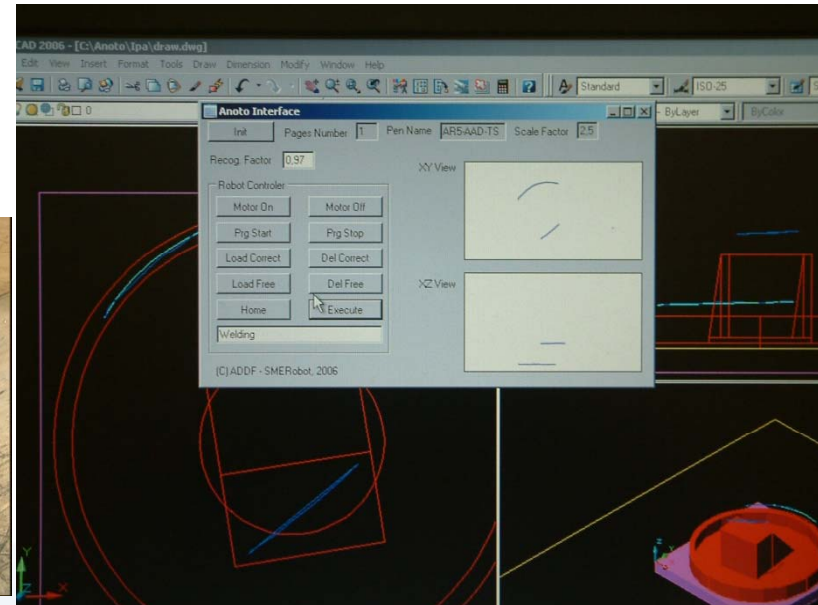 CAD 2006 - [C:\Anoto\Ipa\draw.dwg]
Edit View Insert Format Tools Draw Dimension Modify Window Help
Standard ISO-25
0 ByLayer ByColor
Anoto Interface
Init Pages Number 1 Pen Name AR5-AAD-TS Scale Factor 2,5
Recog. Factor 0,97
XY View
Robot Controler
Motor On Motor Off
Prg Start Prg Stop
Load Correct Del Correct
Load Free Del Free
XZ View
Home Execute
Welding
(C) ADDF - SMERobot, 2006
Y
X
Z